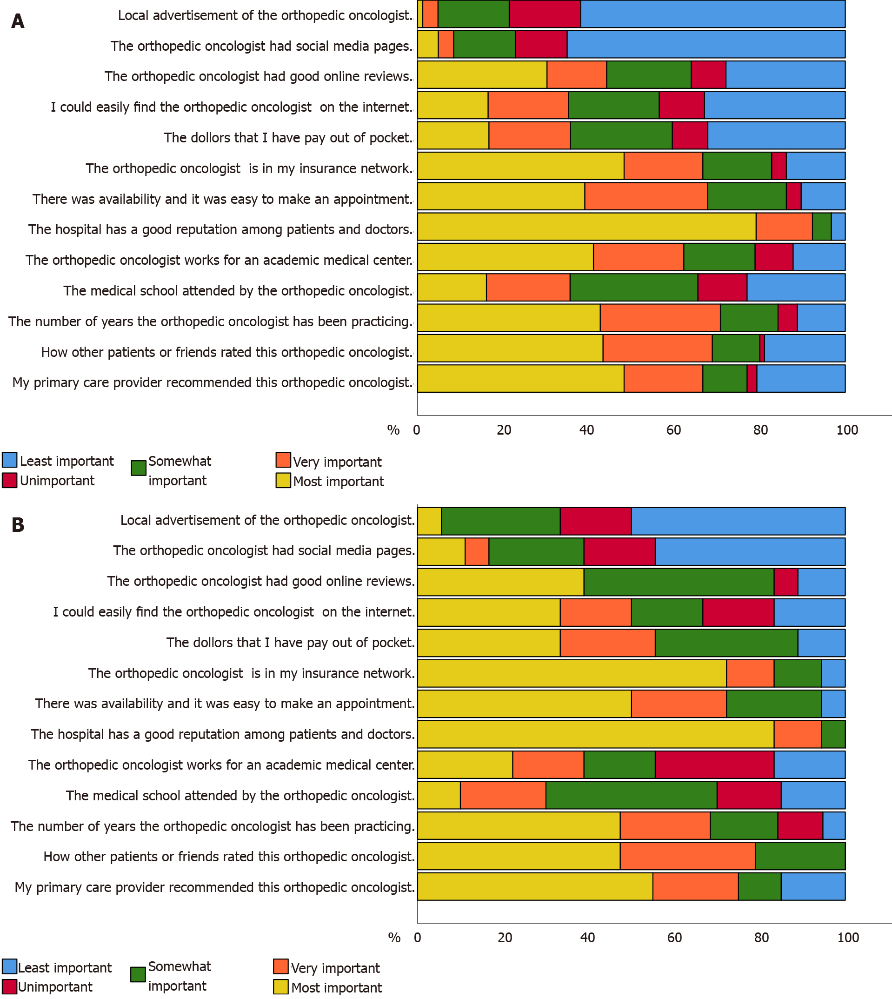 A
Local advertisement of the orthopedic oncologist.
The orthopedic oncologist had social media pages.
The orthopedic oncologist had good online reviews.
I could easily find the orthopedic oncologist on the internet.
The dollors that I have pay out of pocket.
The orthopedic oncologist is in my insurance network.
There was availability and it was easy to make an appointment.
The hospital has a good reputation among patients and doctors.
The orthopedic oncologist works for an academic medical center.
The medical school attended by the orthopedic oncologist.
The number of years the orthopedic oncologist has been practicing.
How other patients or friends rated this orthopedic oncologist.
My primary care provider recommended this orthopedic oncologist.
% 0 20 40 60 80 100
Least important Somewhat important Very important
Unimportant Most important
B
Local advertisement of the orthopedic oncologist.
The orthopedic oncologist had social media pages.
The orthopedic oncologist had good online reviews.
I could easily find the orthopedic oncologist on the internet.
The dollors that I have pay out of pocket.
The orthopedic oncologist is in my insurance network.
There was availability and it was easy to make an appointment.
The hospital has a good reputation among patients and doctors.
The orthopedic oncologist works for an academic medical center.
The medical school attended by the orthopedic oncologist.
The number of years the orthopedic oncologist has been practicing.
How other patients or friends rated this orthopedic oncologist.
My primary care provider recommended this orthopedic oncologist.
% 0 20 40 60 80 100
Least important Somewhat important Very important
Unimportant Most important